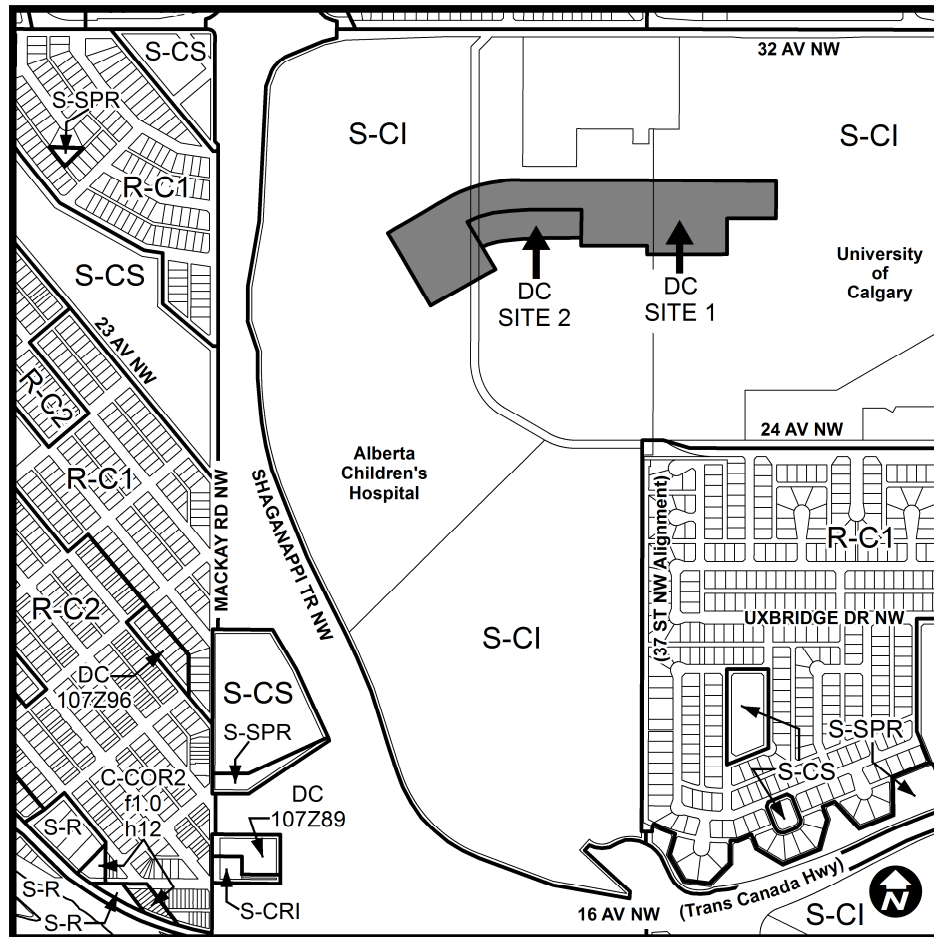 S-CS
32 AV NW
S-SPR
S-CI
S-CI
R-C1
University
of
Calgary
S-CS
DC
SITE 2
DC
SITE 1
23 AV NW
R-C2
24 AV NW
Alberta
Children's
Hospital
R-C1
MACKAY RD NW
SHAGANAPPI TR NW
(37 ST NW Alignment)
R-C1
R-C2
UXBRIDGE DR NW
S-CI
DC
107Z96
S-CS
S-SPR
S-SPR
S-CS
C-COR2
f1.0
h12
DC
107Z89
S-R
S-R
S-R
S-CRI
16 AV NW
(Trans Canada Hwy)
S-CI
N